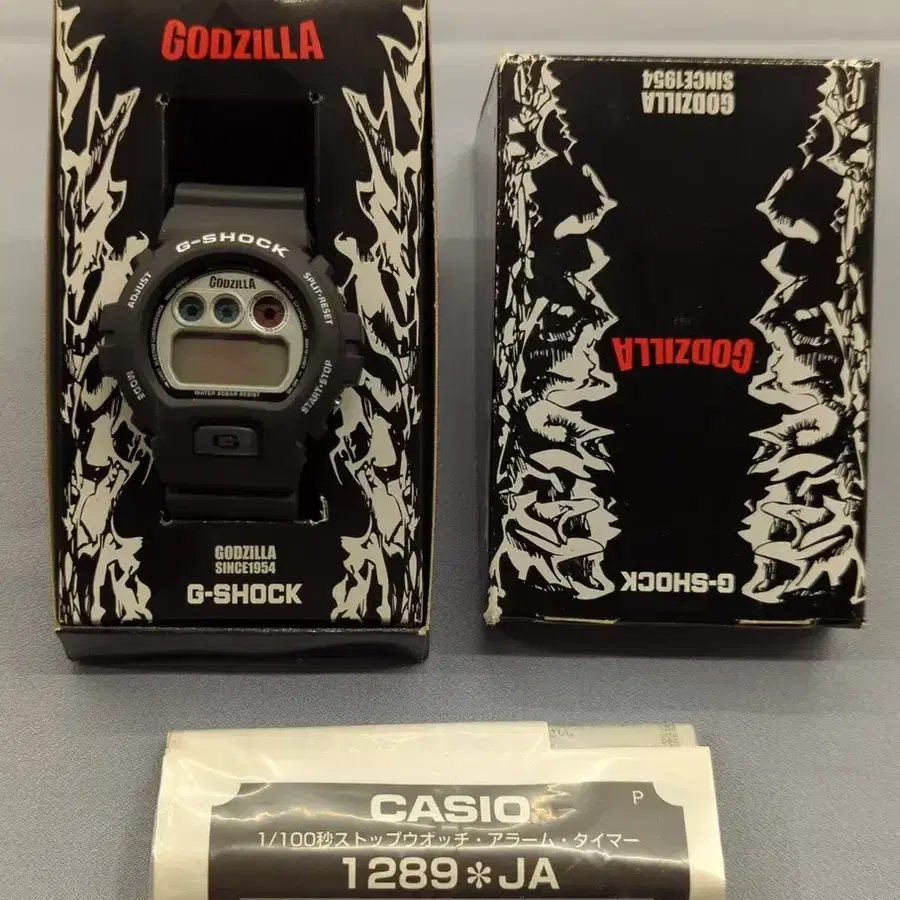 GODZILLA
G-SHOCK
ADJUST
SPLIT•RESET
GODZILLA
MODE
START•STOP
WATER 20BAR RESIST
GODZILLA
SINCE1954
G-SHOCK
GODZILLA
SINCE1954
GODZILLA
G-SHOCK
CASIO
P
1/100秒ストップウオッチ・アラーム・タイマー
1289＊JA